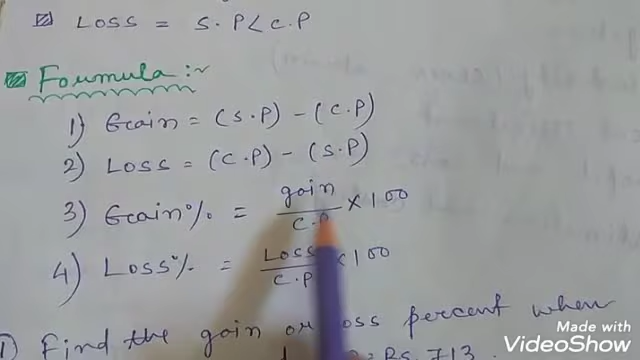 Loss = S.P < C.P
Formula :-
1) Gain = (S.P) - (C.P)
2) Loss = (C.P) - (S.P)
3) Gain% = gain / C.P × 100
4) Loss% = Loss / C.P × 100
1) Find the gain or loss percent when
Rs. 713.
Made with
VideoShow